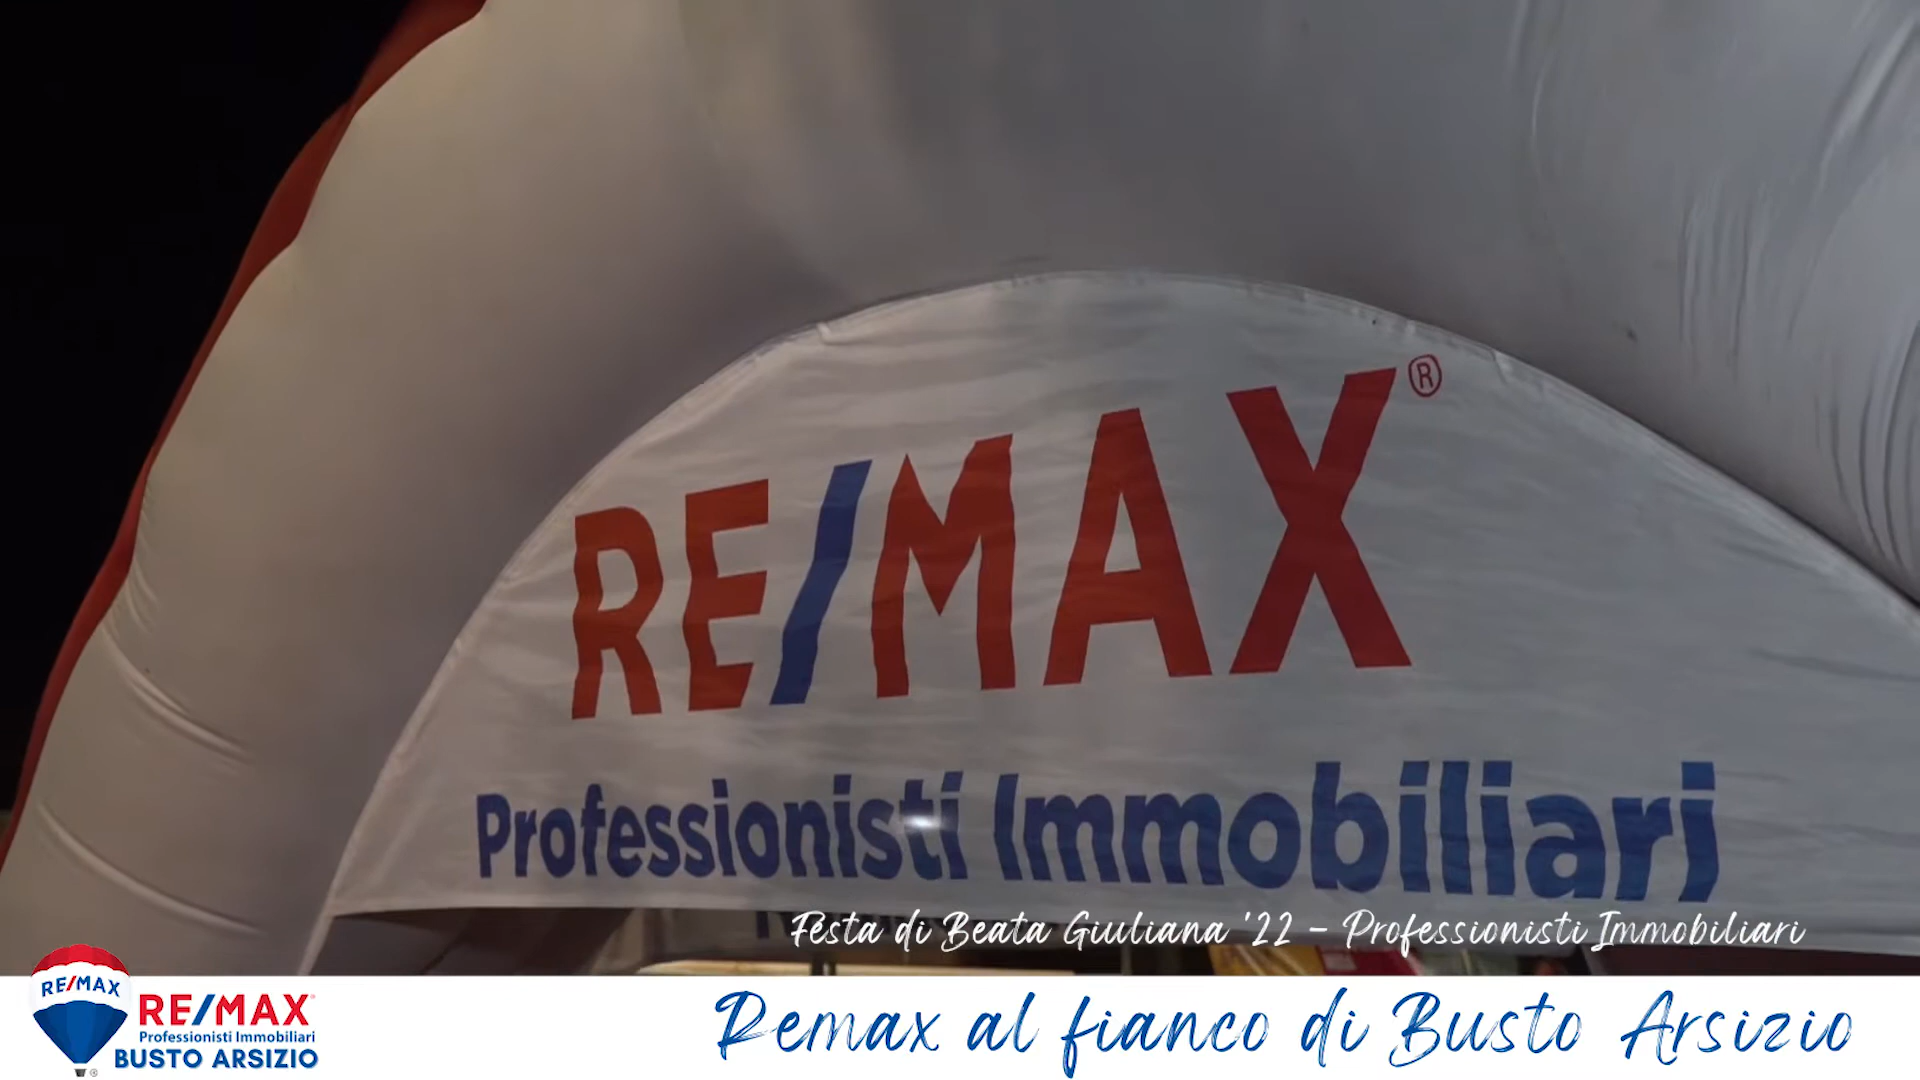 RE/MAX®
Professionisti Immobiliari
Festa di Beata Giuliana '22 - Professionisti Immobiliari
RE/MAX
RE/MAX
Professionisti Immobiliari
BUSTO ARSIZIO
Remax al fianco di Busto Arsizio